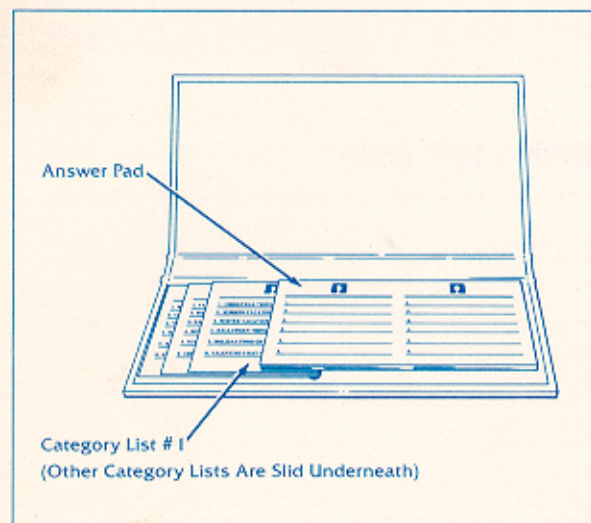 Answer Pad
Category List # 1
(Other Category Lists Are Slid Underneath)